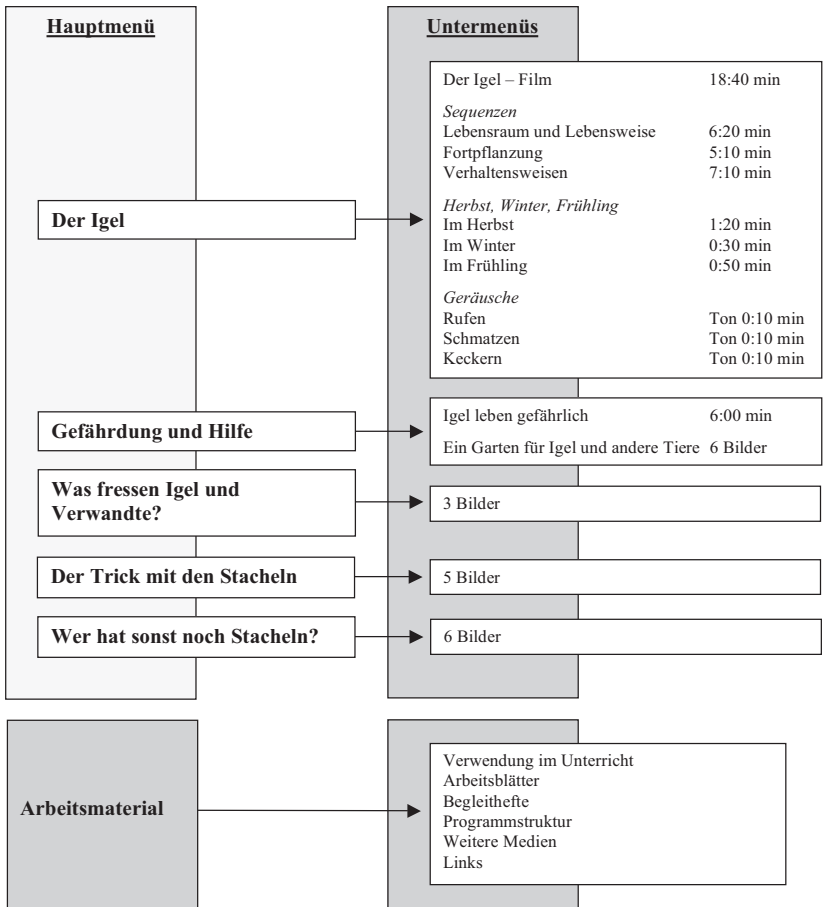 Hauptmenü
Untermenüs
Der Igel
Der Igel – Film 18:40 min
Sequenzen
Lebensraum und Lebensweise 6:20 min
Fortpflanzung 5:10 min
Verhaltensweisen 7:10 min
Herbst, Winter, Frühling
Im Herbst 1:20 min
Im Winter 0:30 min
Im Frühling 0:50 min
Geräusche
Rufen Ton 0:10 min
Schmatzen Ton 0:10 min
Keckern Ton 0:10 min
Gefährdung und Hilfe
Igel leben gefährlich 6:00 min
Ein Garten für Igel und andere Tiere 6 Bilder
Was fressen Igel und
Verwandte?
3 Bilder
Der Trick mit den Stacheln
5 Bilder
Wer hat sonst noch Stacheln?
6 Bilder
Arbeitsmaterial
Verwendung im Unterricht
Arbeitsblätter
Begleithefte
Programmstruktur
Weitere Medien
Links